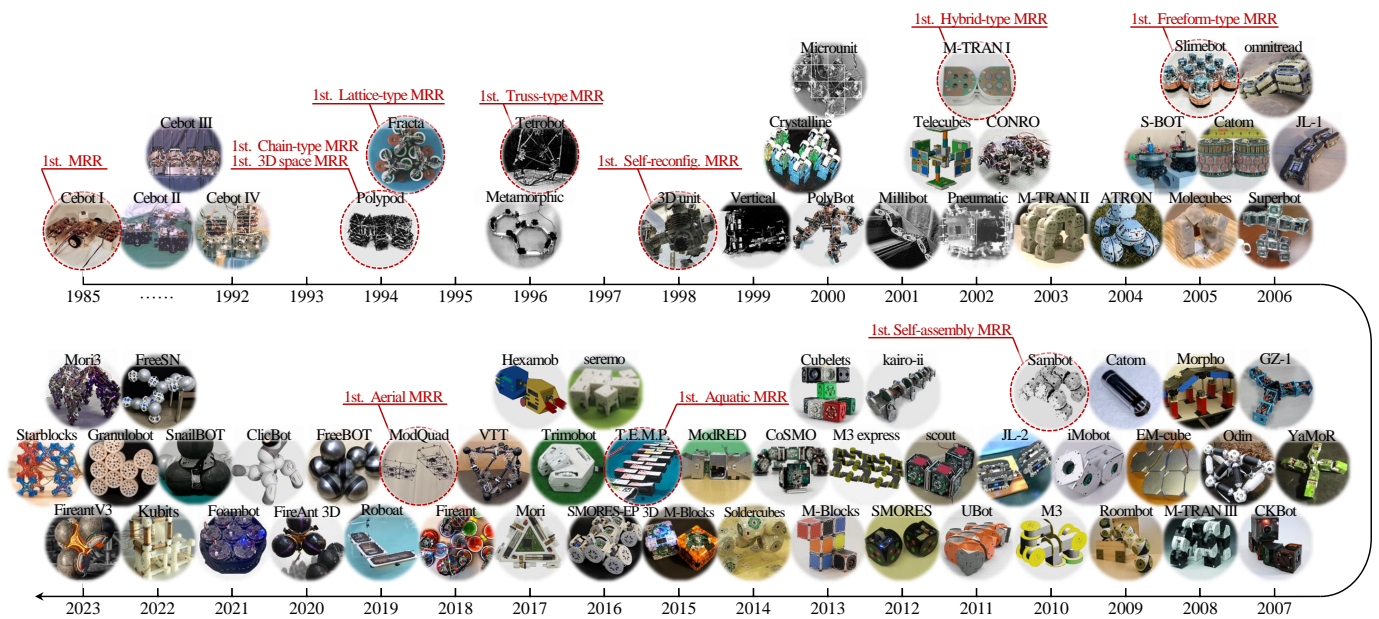 1st. Hybrid-type MRR
1st. Freeform-type MRR
Microunit
M-TRAN I
Slimebot
omnitread
1st. Lattice-type MRR
1st. Truss-type MRR
Cebot III
Fracta
Tetrobot
Crystalline
Telecubes
CONRO
S-BOT
Catom
JL-1
1st. MRR
1st. Chain-type MRR
1st. 3D space MRR
1st. Self-reconfig. MRR
Cebot I
Cebot II
Cebot IV
Polypod
Metamorphic
3D unit
Vertical
PolyBot
Millibot
Pneumatic
M-TRAN II
ATRON
Molecubes
Superbot
1985
......
1992
1993
1994
1995
1996
1997
1998
1999
2000
2001
2002
2003
2004
2005
2006
1st. Self-assembly MRR
Mori3
FreeSN
Hexamob
seremo
Cubelets
kairo-ii
Sambot
Catom
Morpho
GZ-1
1st. Aerial MRR
1st. Aquatic MRR
Starblocks
Granulobot
SnailBOT
ClicBot
FreeBOT
ModQuad
VTT
Trimobot
T.E.M.P.
ModRED
CoSMO
M3 express
scout
JL-2
iMobot
EM-cube
Odin
YaMoR
FireantV3
Kubits
Foambot
FireAnt 3D
Roboat
Fireant
Mori
SMORES-EP
3D M-Blocks
Soldercubes
M-Blocks
SMORES
UBot
M3
Roombot
M-TRAN III
CKBot
2023
2022
2021
2020
2019
2018
2017
2016
2015
2014
2013
2012
2011
2010
2009
2008
2007